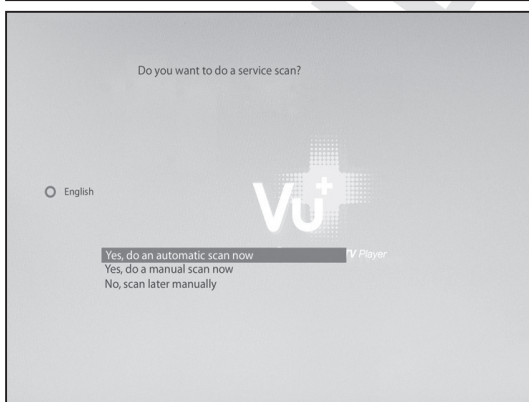 Do you want to do a service scan?
English
Vu+
TV Player
Yes, do an automatic scan now
Yes, do a manual scan now
No, scan later manually